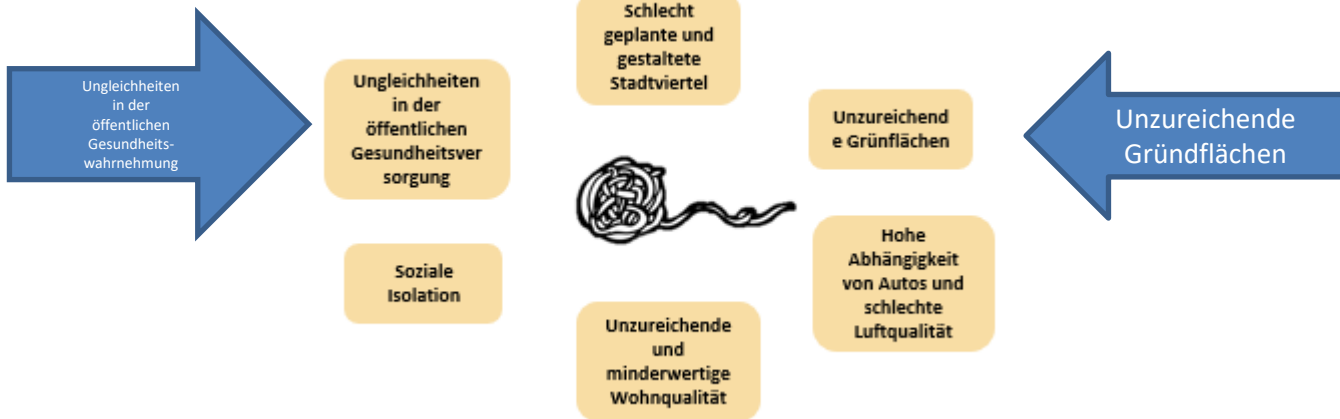 Ungleichheiten
in der
öffentlichen
Gesundheits-
wahrnehmung
Ungleichheiten
in der
öffentlichen
Gesundheitsver
sorgung
Soziale
Isolation
Schlecht
geplante und
gestaltete
Stadtviertel
Unzureichende
und
minderwertige
Wohnqualität
Unzureichend
e Grünflächen
Hohe
Abhängigkeit
von Autos und
schlechte
Luftqualität
Unzureichende
Gründflächen